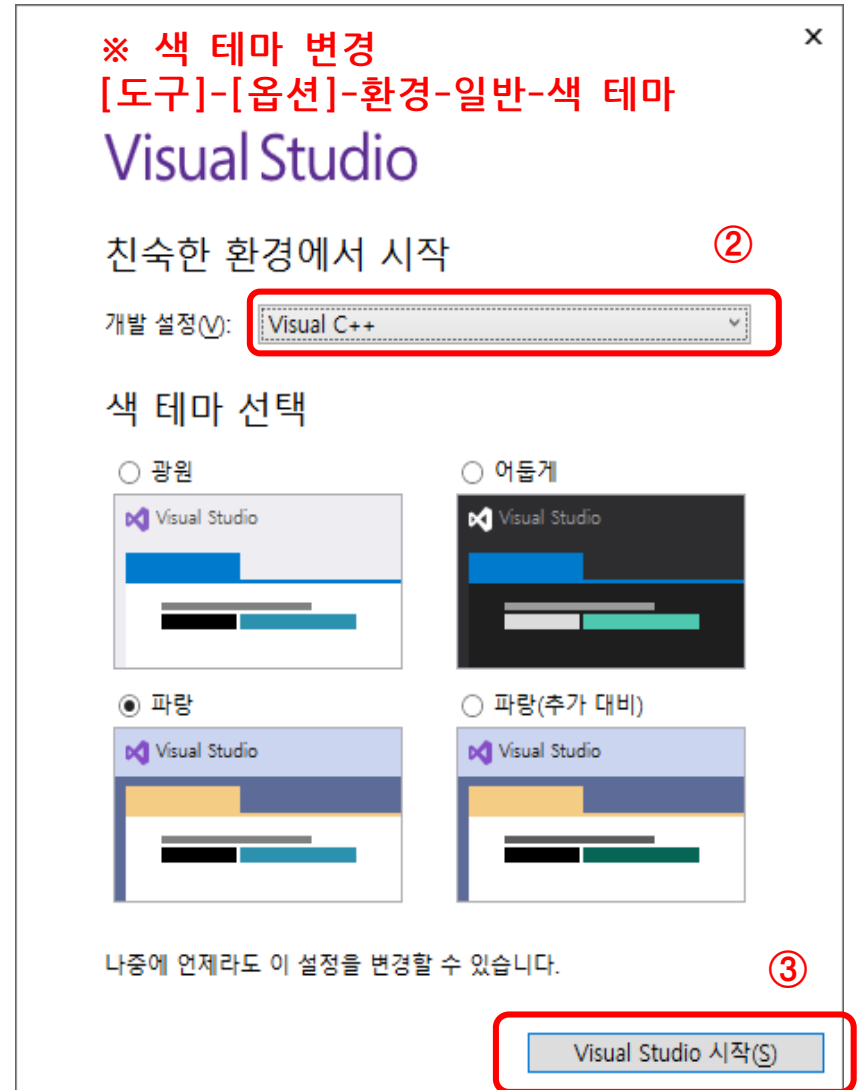 ※ 색 테마 변경
[도구]-[옵션]-환경-일반-색 테마
Visual Studio
친숙한 환경에서 시작
②
개발 설정(V):
Visual C++
색 테마 선택
광원
어둡게
Visual Studio
Visual Studio
파랑
파랑(추가 대비)
Visual Studio
Visual Studio
나중에 언제라도 이 설정을 변경할 수 있습니다.
③
Visual Studio 시작(S)